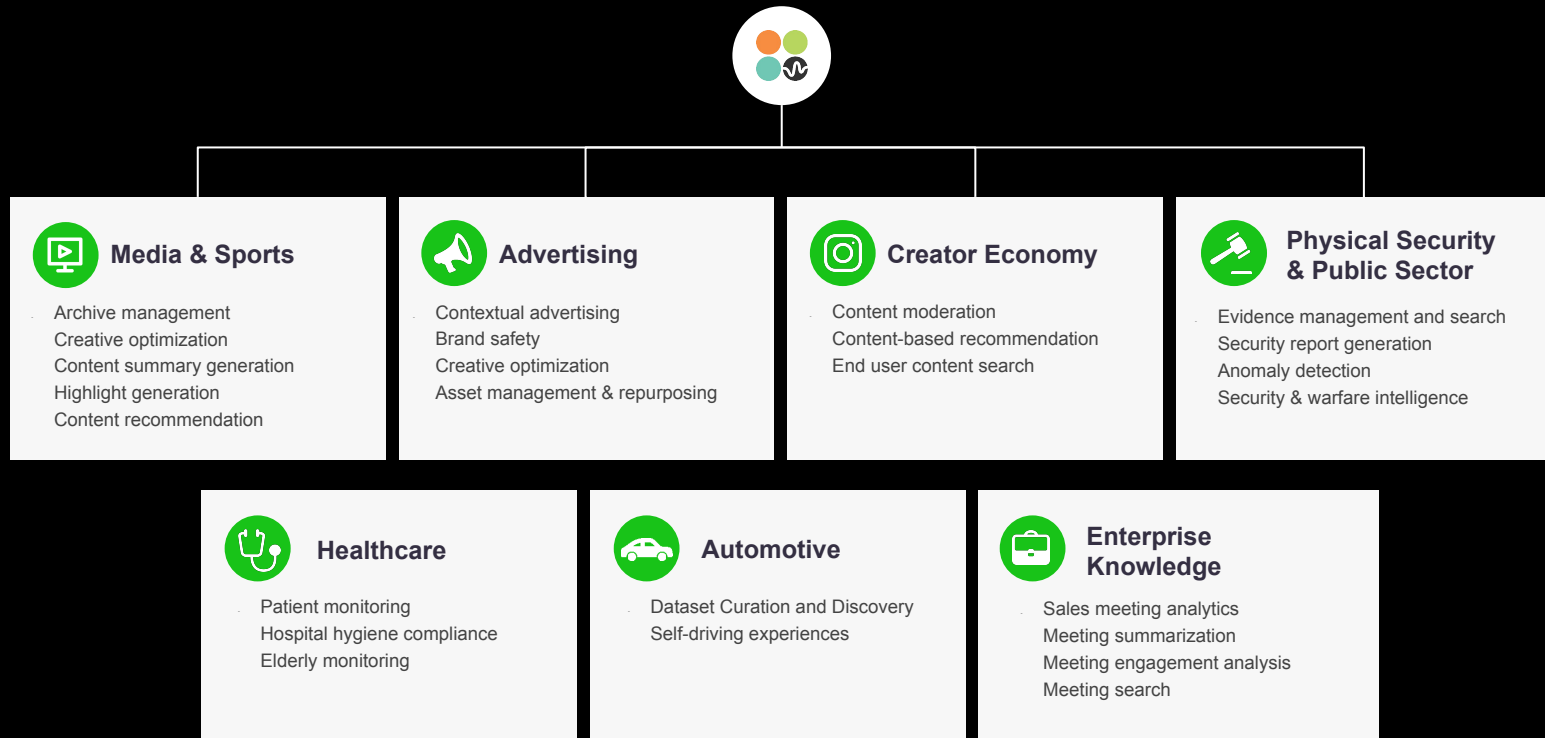 Media & Sports
Archive management
Creative optimization
Content summary generation
Highlight generation
Content recommendation
Advertising
Contextual advertising
Brand safety
Creative optimization
Asset management & repurposing
Creator Economy
Content moderation
Content-based recommendation
End user content search
Physical Security
& Public Sector
Evidence management and search
Security report generation
Anomaly detection
Security & warfare intelligence
Healthcare
Patient monitoring
Hospital hygiene compliance
Elderly monitoring
Automotive
Dataset Curation and Discovery
Self-driving experiences
Enterprise
Knowledge
Sales meeting analytics
Meeting summarization
Meeting engagement analysis
Meeting search